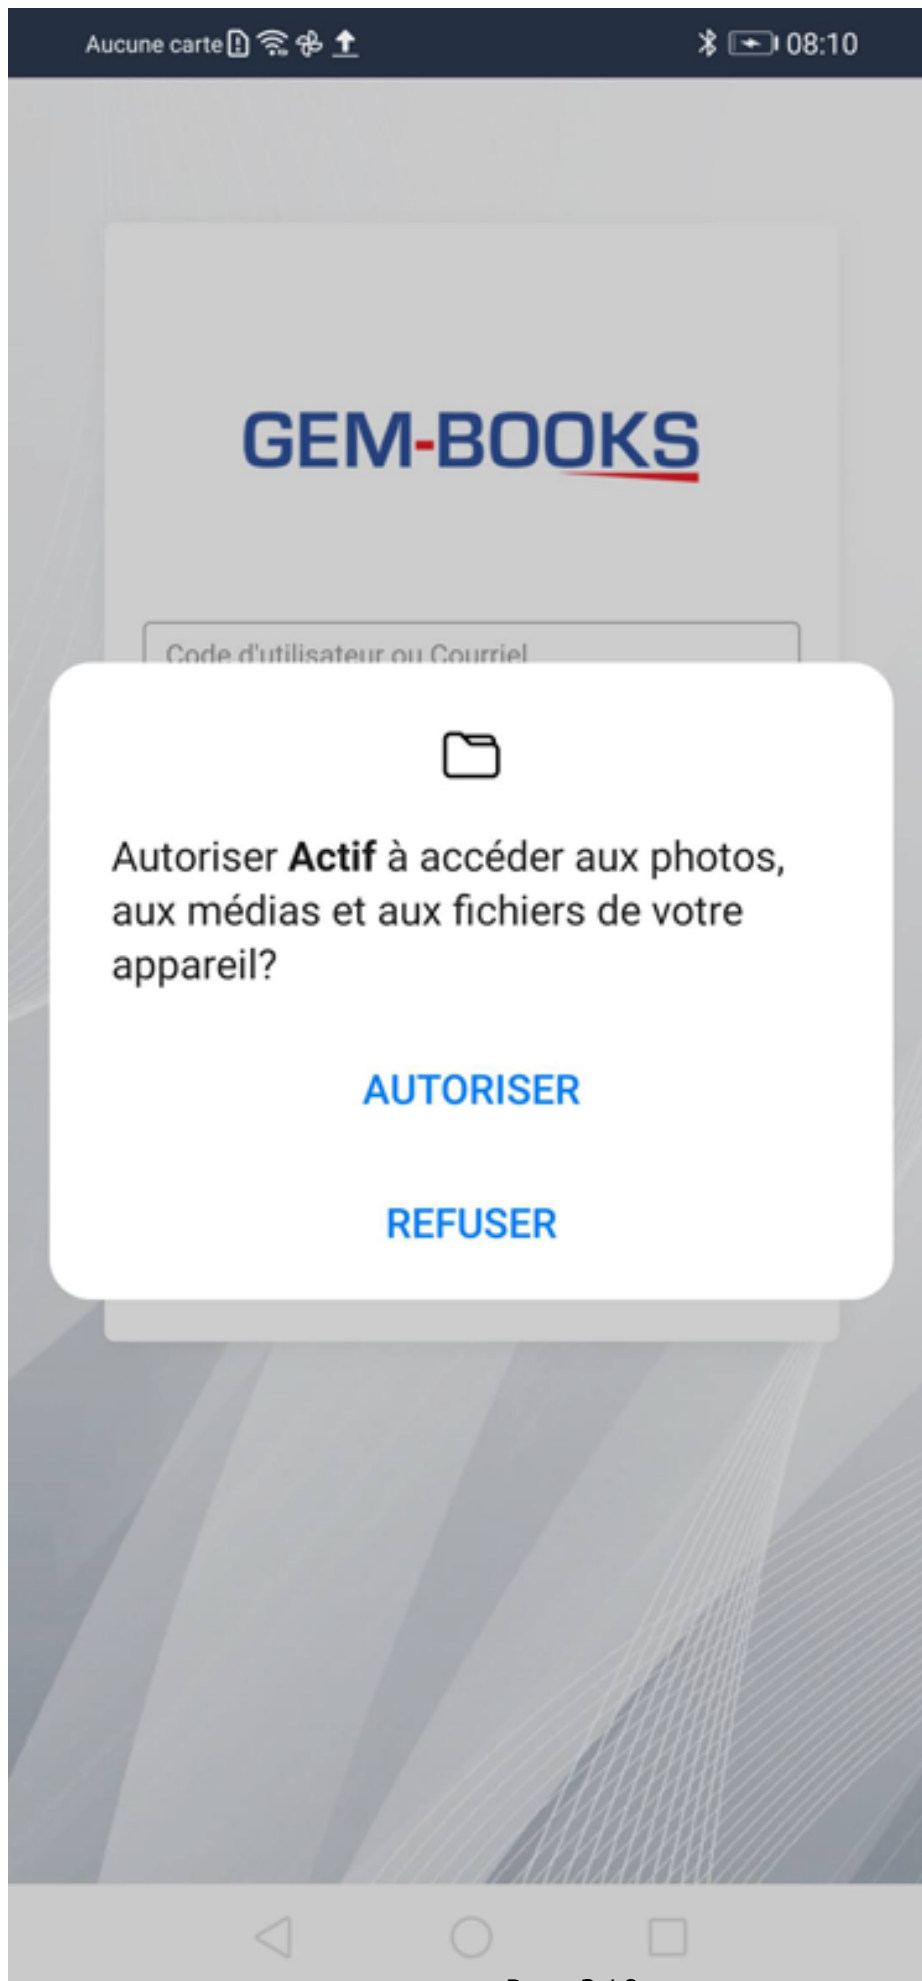 Aucune carte 08:10
GEM-BOOKS
Code d'utilisateur ou Courriel
Autoriser Actif à accéder aux photos,
aux médias et aux fichiers de votre
appareil?
AUTORISER
REFUSER